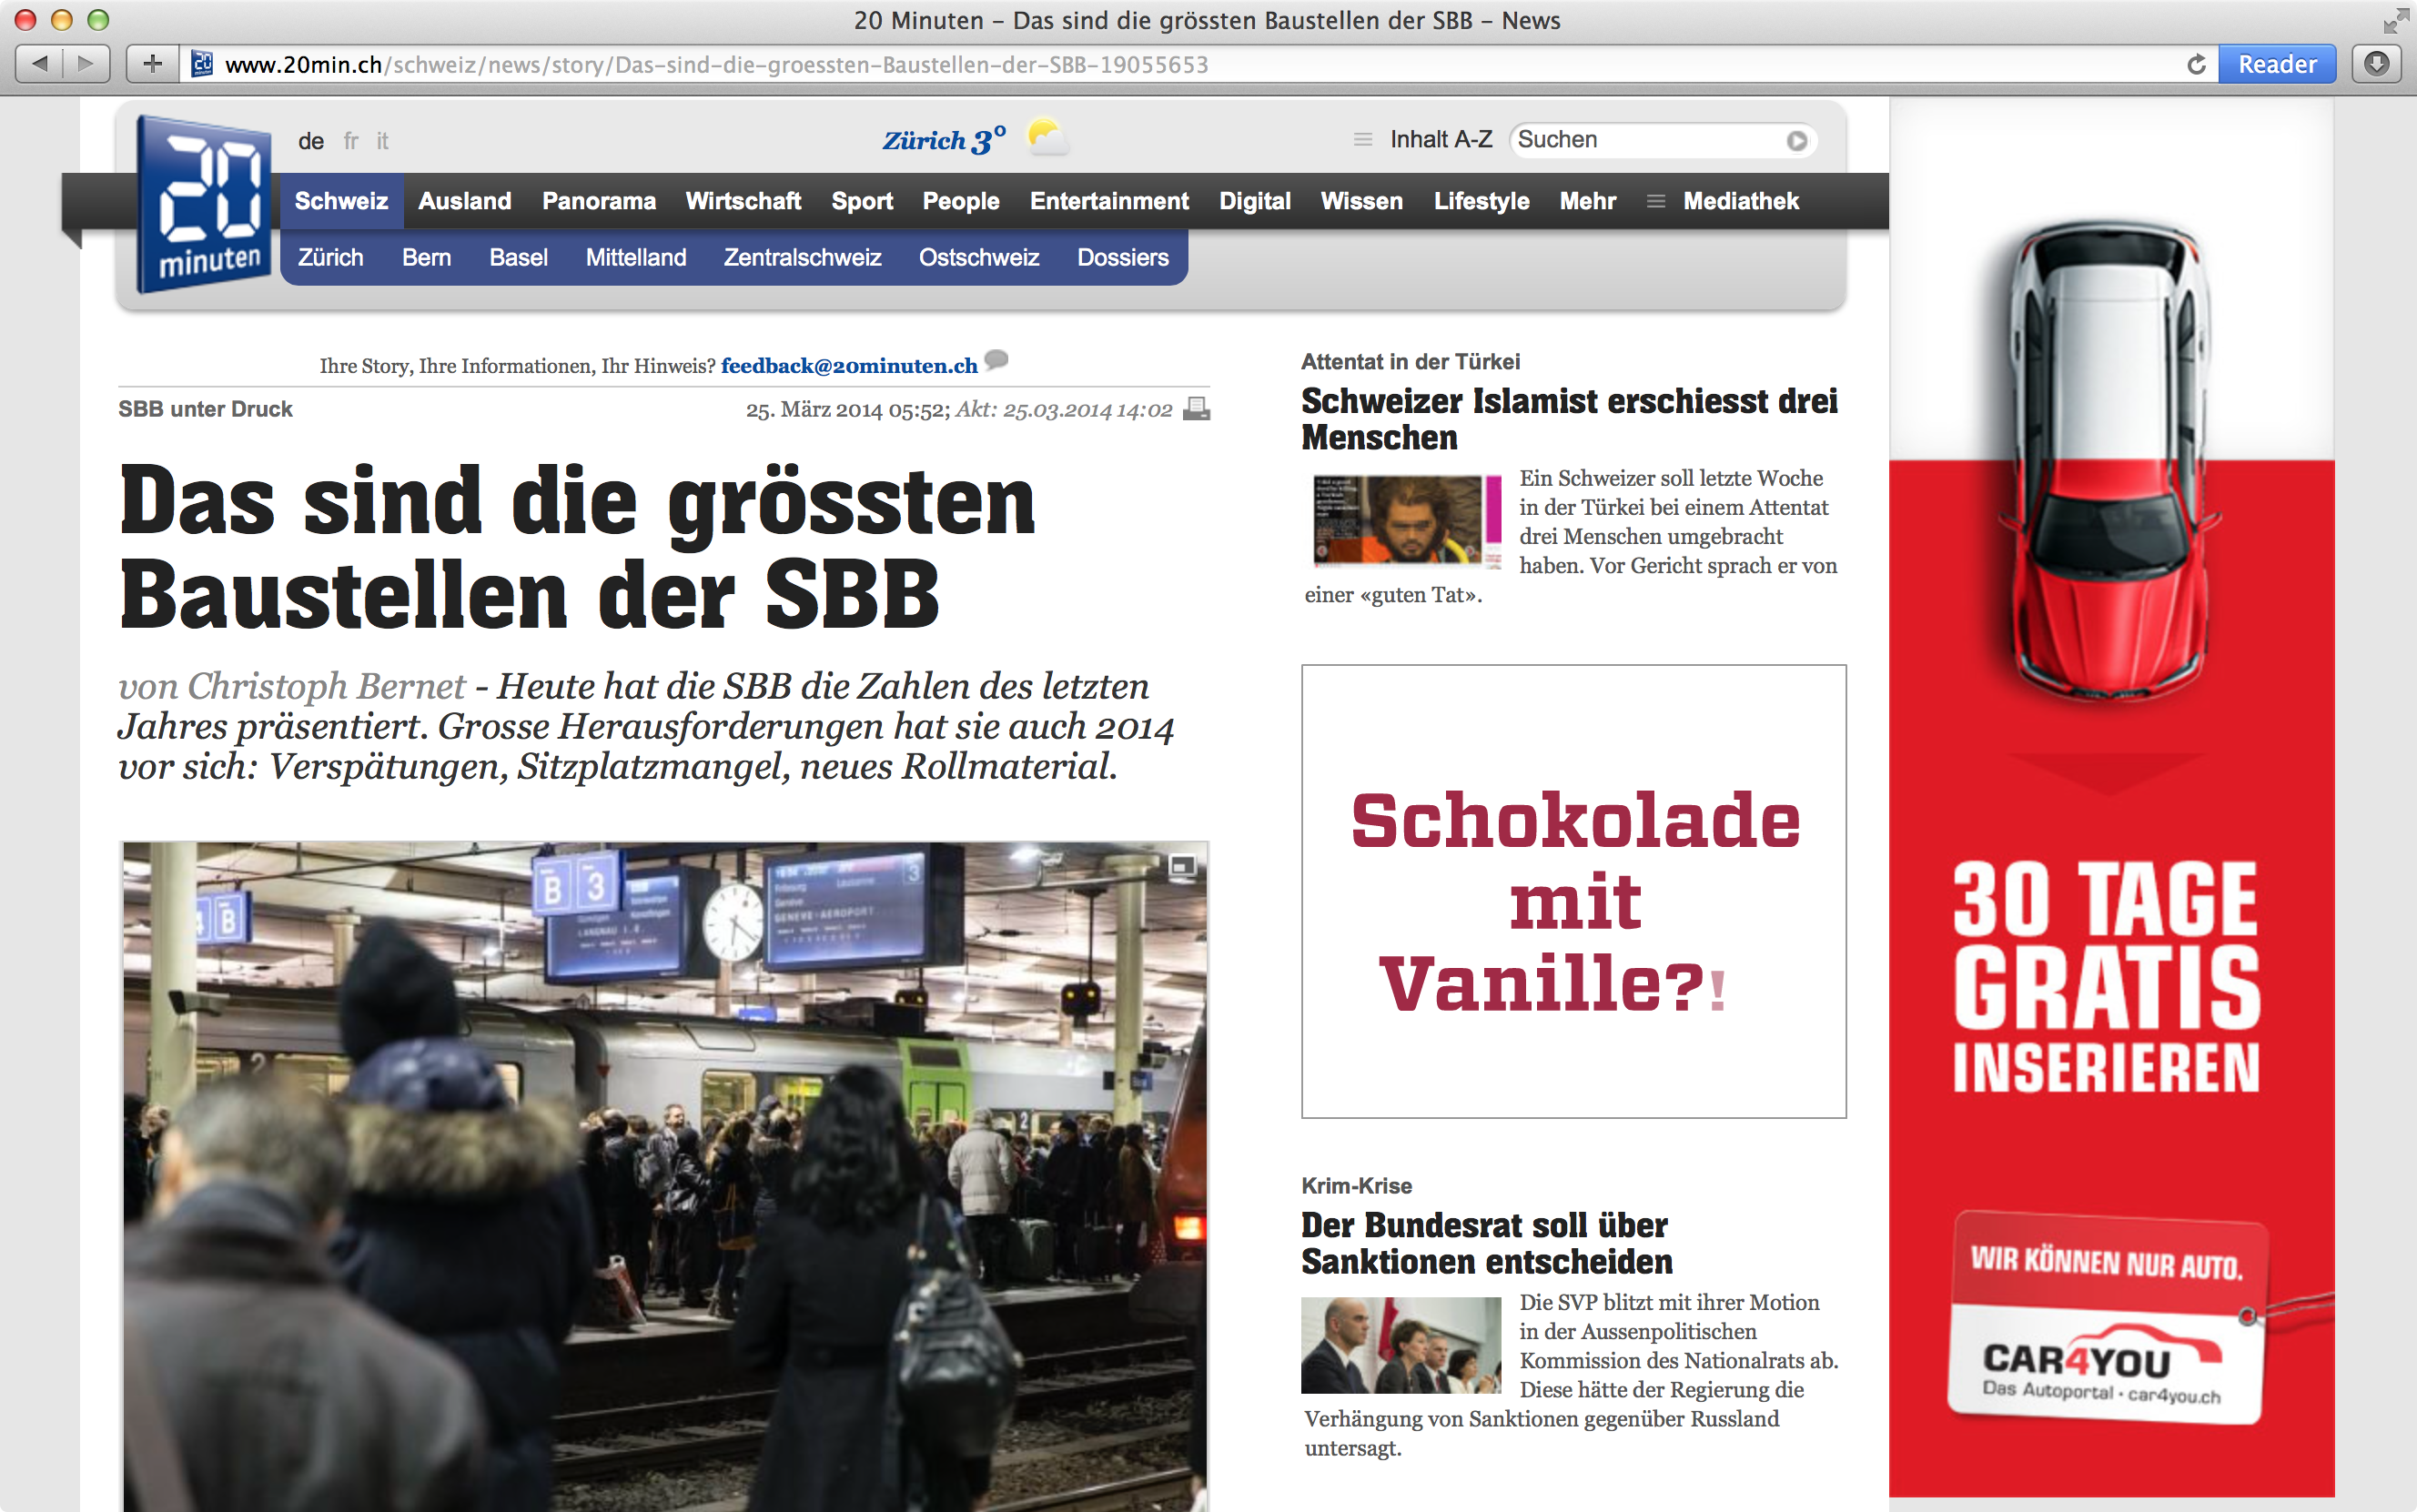 20 Minuten – Das sind die grössten Baustellen der SBB – News
www.20min.ch/schweiz/news/story/Das-sind-die-groessten-Baustellen-der-SBB-19055653
Reader
20
minuten
de fr it
Zürich 3°
Inhalt A-Z
Suchen
Schweiz Ausland Panorama Wirtschaft Sport People Entertainment Digital Wissen Lifestyle Mehr Mediathek
Zürich Bern Basel Mittelland Zentralschweiz Ostschweiz Dossiers
Ihre Story, Ihre Informationen, Ihr Hinweis? feedback@20minuten.ch
SBB unter Druck
25. März 2014 05:52; Akt: 25.03.2014 14:02
Das sind die grössten
Baustellen der SBB
von Christoph Bernet - Heute hat die SBB die Zahlen des letzten
Jahres präsentiert. Grosse Herausforderungen hat sie auch 2014
vor sich: Verspätungen, Sitzplatzmangel, neues Rollmaterial.
B 3
3
B
Lausanne
GENEVE-AEROPORT
LANGNAU I.E.
2
2
Attentat in der Türkei
Schweizer Islamist erschiesst drei
Menschen
Ein Schweizer soll letzte Woche
in der Türkei bei einem Attentat
drei Menschen umgebracht
haben. Vor Gericht sprach er von
einer «guten Tat».
Schokolade
mit
Vanille?!
Krim-Krise
Der Bundesrat soll über
Sanktionen entscheiden
Die SVP blitzt mit ihrer Motion
in der Aussenpolitischen
Kommission des Nationalrats ab.
Diese hätte der Regierung die
Verhängung von Sanktionen gegenüber Russland
untersagt.
30 TAGE
GRATIS
INSERIEREN
WIR KÖNNEN NUR AUTO.
CAR4YOU
Das Autoportal • car4you.ch